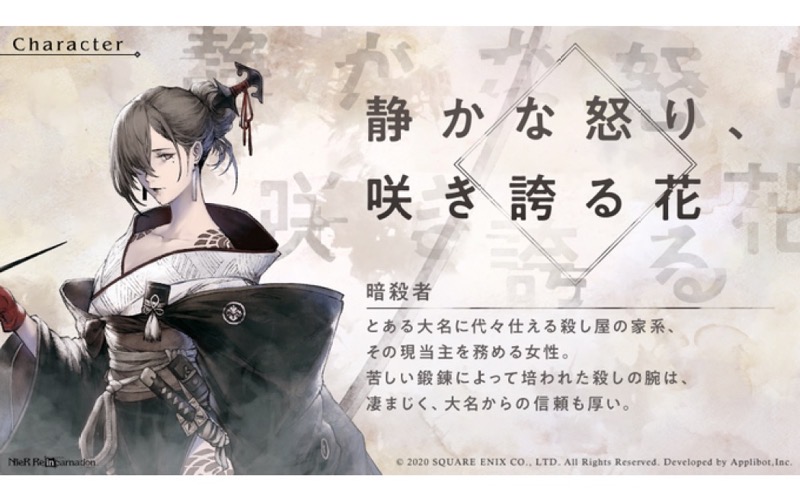 Character
静かな怒り、
咲き誇る花
暗殺者
とある大名に代々仕える殺し屋の家系、
その現当主を務める女性。
苦しい鍛錬によって培われた殺しの腕は、
凄まじく、大名からの信頼も厚い。
NieR Re[in]carnation
© 2020 SQUARE ENIX CO., LTD. All Rights Reserved. Developed by Applibot,Inc.